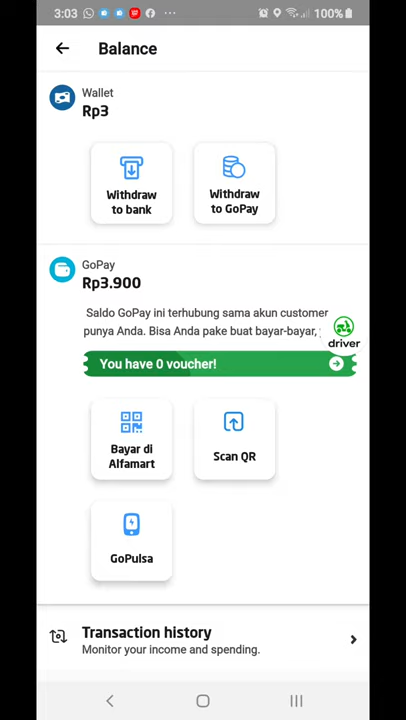 3:03
100%
Balance
Wallet
Rp3
Withdraw
to bank
Withdraw
to GoPay
GoPay
Rp3.900
Saldo GoPay ini terhubung sama akun customer
punya Anda. Bisa Anda pake buat bayar-bayar,
driver
You have 0 voucher!
Bayar di
Alfamart
Scan QR
GoPulsa
Transaction history
Monitor your income and spending.